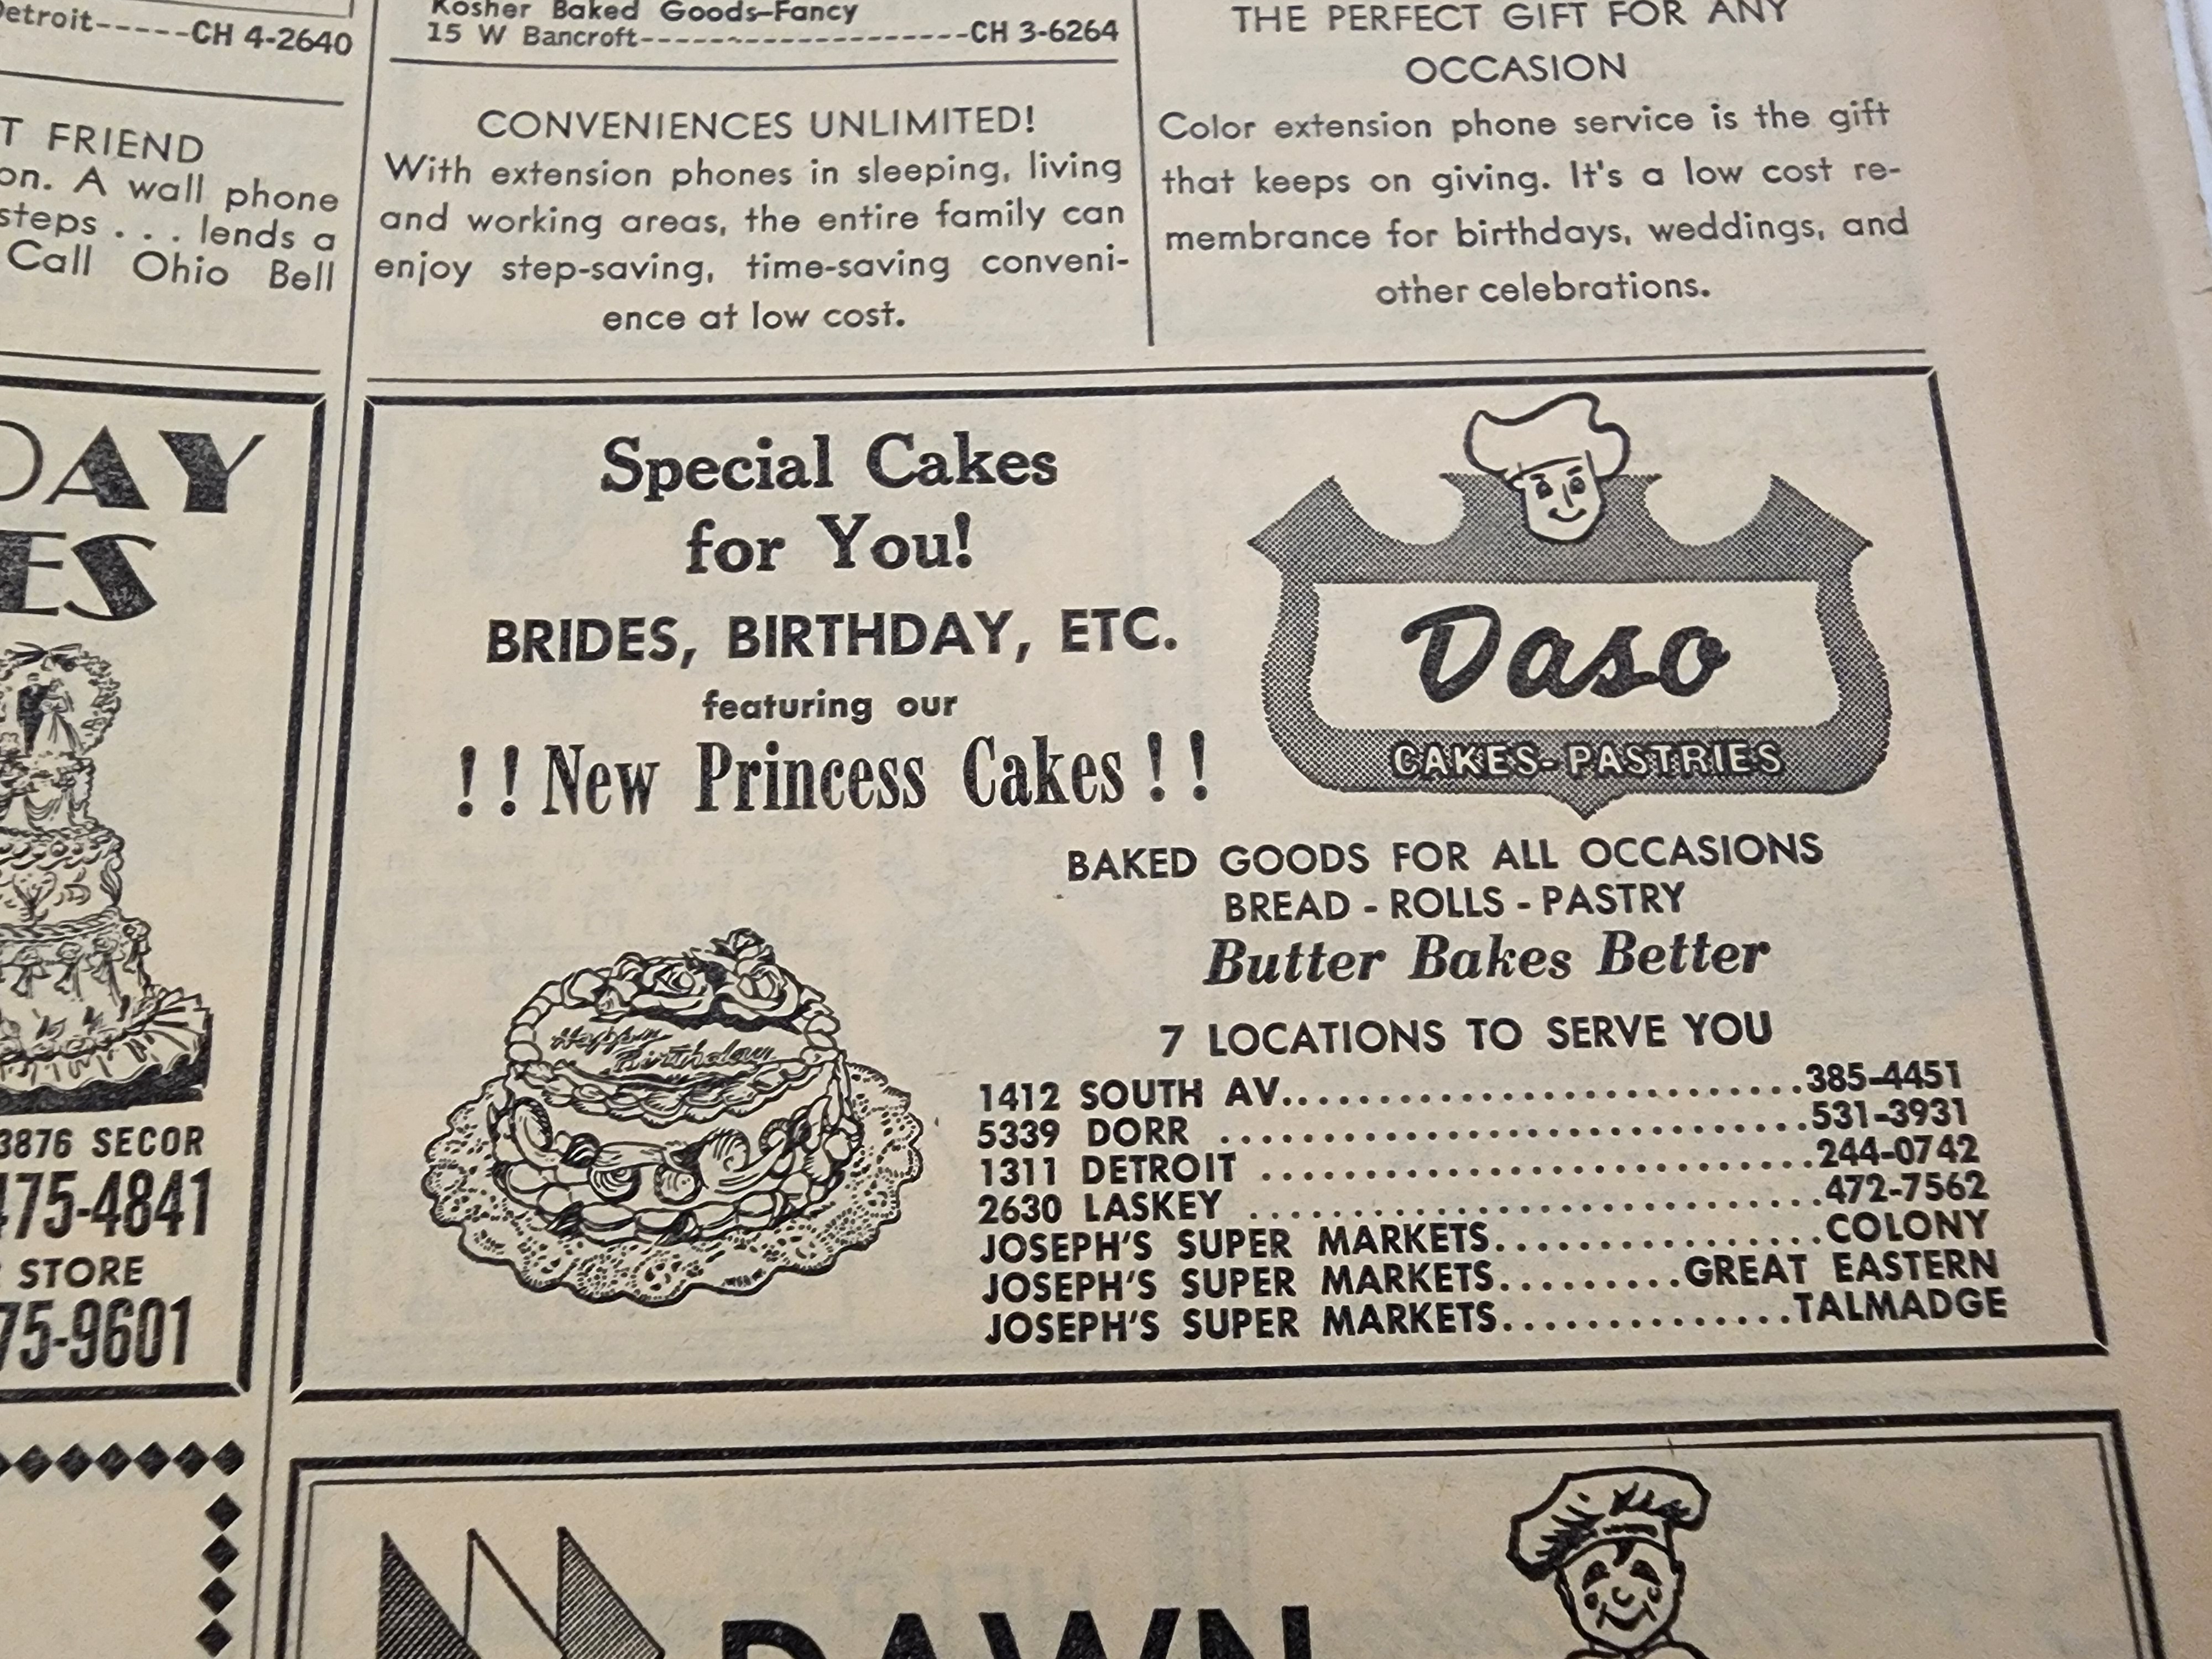 etroit-----CH 4-2640
T FRIEND
on. A wall phone
steps . . . lends a
Call Ohio Bell
DAY
ES
3876 SECOR
475-4841
STORE
75-9601
Kosher Baked Goods-Fancy
15 W Bancroft--------------------CH 3-6264
CONVENIENCES UNLIMITED!
With extension phones in sleeping, living
and working areas, the entire family can
enjoy step-saving, time-saving conveni-
ence at low cost.
THE PERFECT GIFT FOR ANY
OCCASION
Color extension phone service is the gift
that keeps on giving. It's a low cost re-
membrance for birthdays, weddings, and
other celebrations.
Special Cakes
for You!
BRIDES, BIRTHDAY, ETC.
featuring our
!! New Princess Cakes !!
Daso
CAKES-PASTRIES
BAKED GOODS FOR ALL OCCASIONS
BREAD - ROLLS - PASTRY
Butter Bakes Better
Happy
Birthday
7 LOCATIONS TO SERVE YOU
1412 SOUTH AV............................385-4451
5339 DORR ................................531-3931
1311 DETROIT ..............................244-0742
2630 LASKEY ...............................472-7562
JOSEPH'S SUPER MARKETS.................COLONY
JOSEPH'S SUPER MARKETS.........GREAT EASTERN
JOSEPH'S SUPER MARKETS..............TALMADGE
DAWN